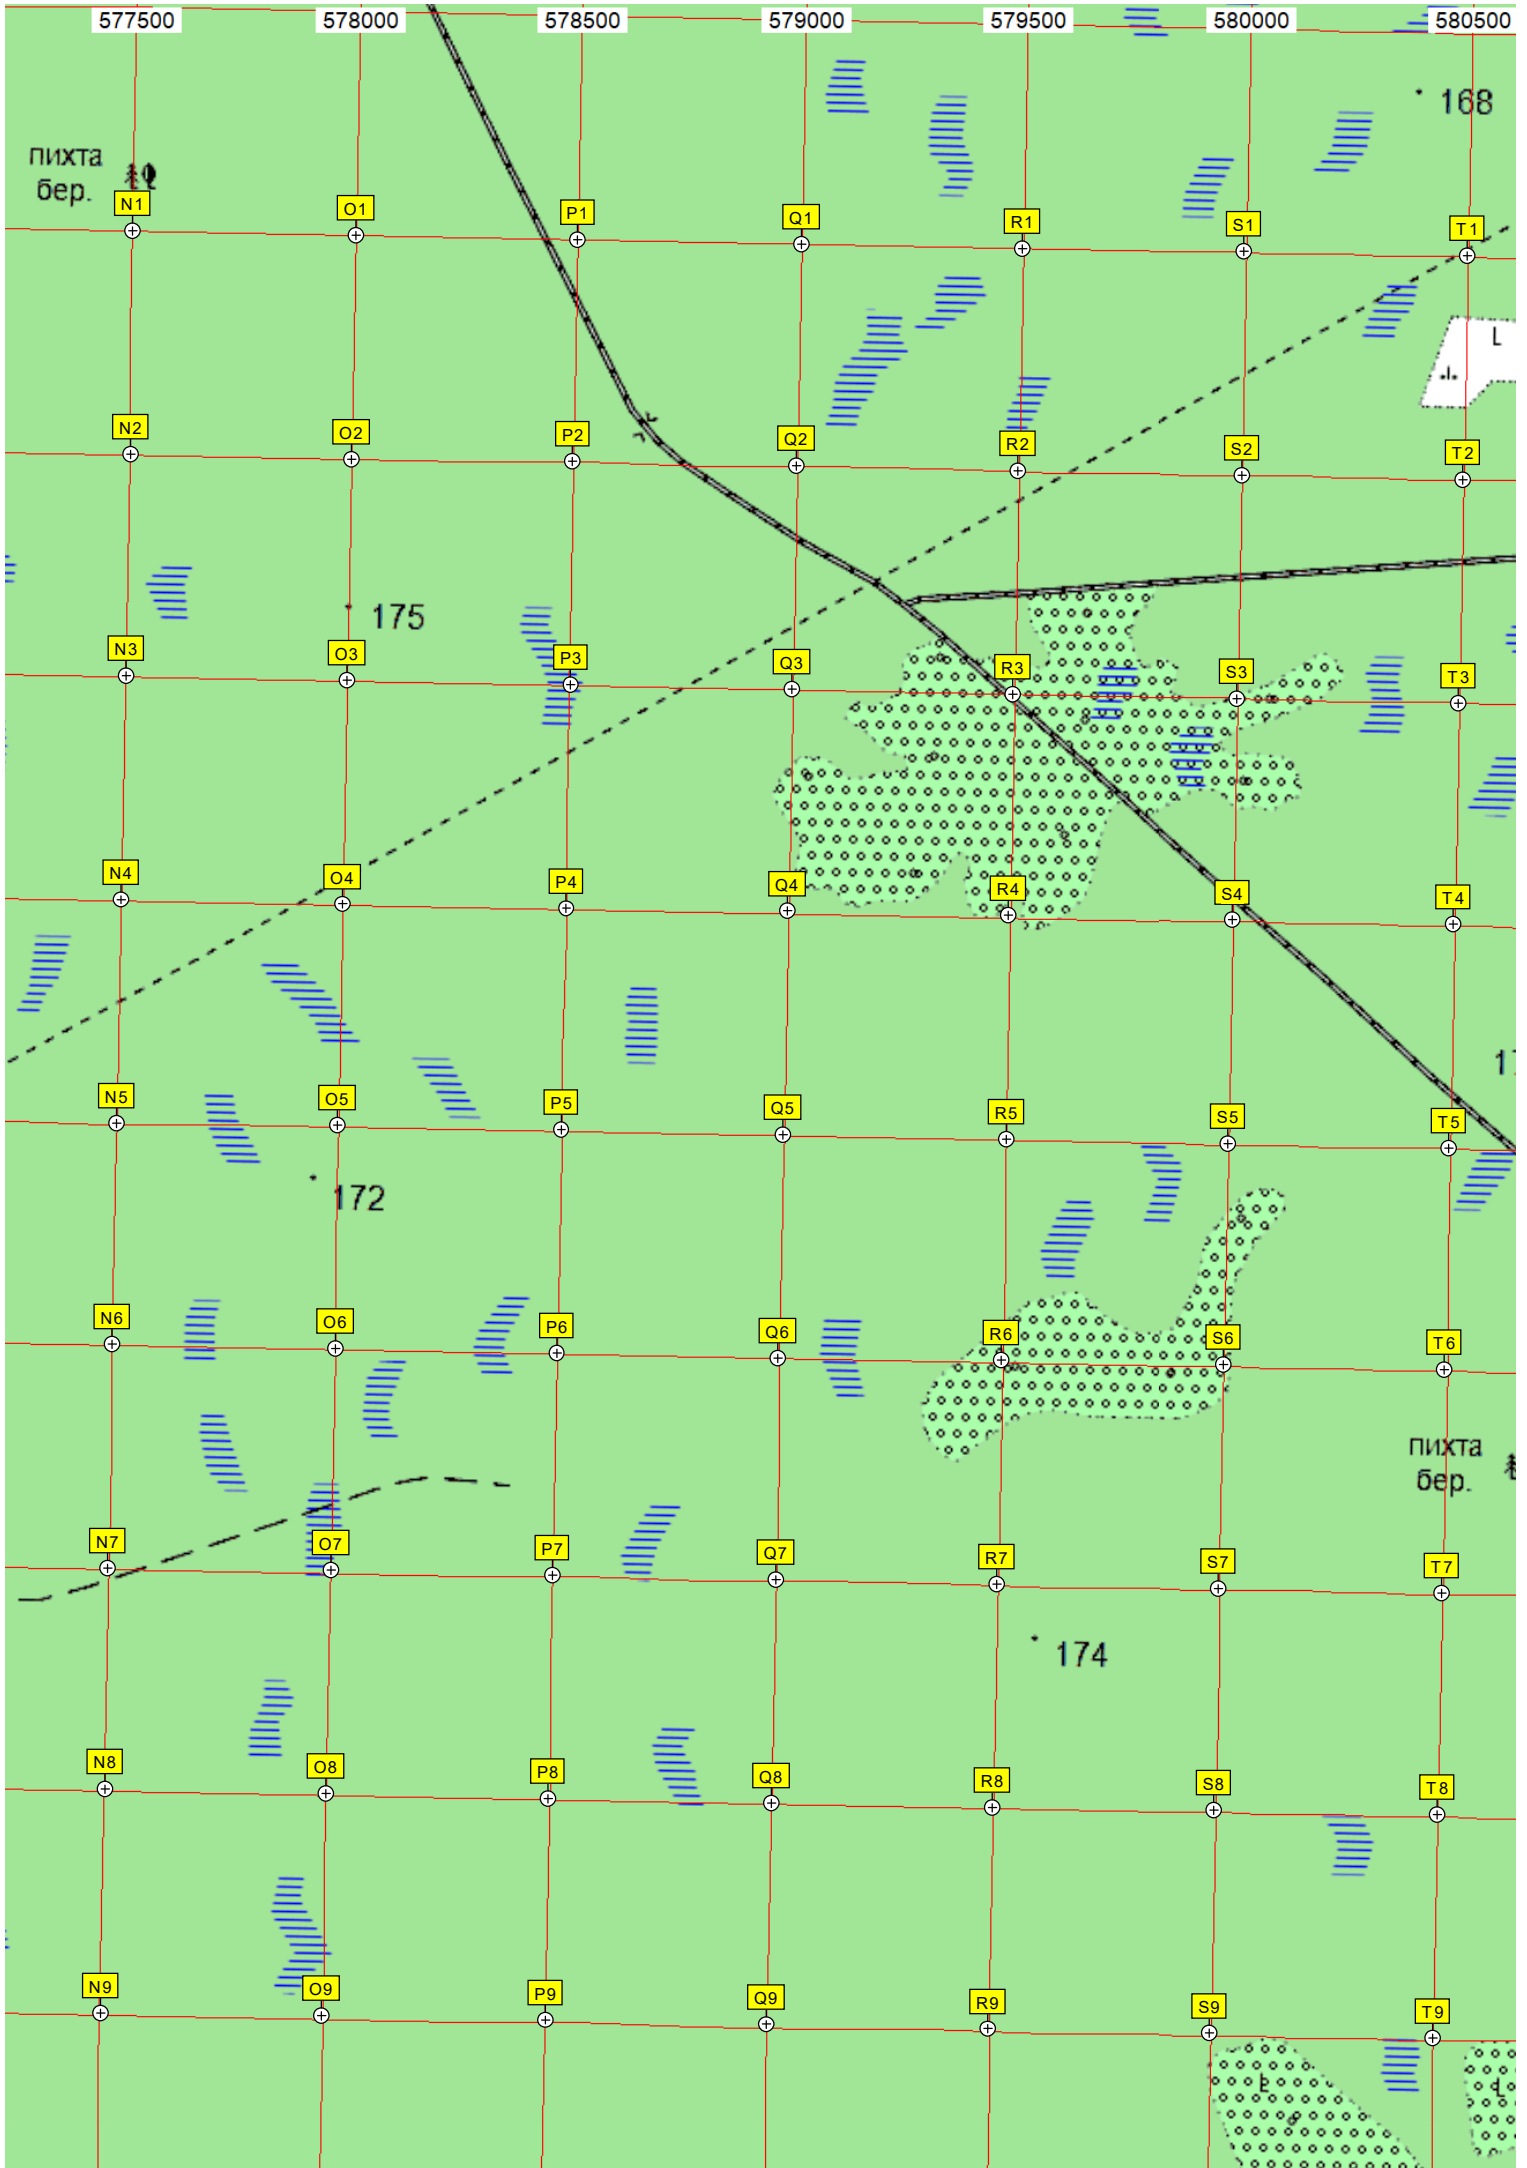 577500 578000 578500 579000 579500 580000 580500
168
пихта
бер.
N1 O1 P1 Q1 R1 S1 T1
L
N2 O2 P2 Q2 R2 S2 T2
175
N3 O3 P3 Q3 R3 S3 T3
N4 O4 P4 Q4 R4 S4 T4
N5 O5 P5 Q5 R5 S5 T5
172
N6 O6 P6 Q6 R6 S6 T6
пихта
бер.
N7 O7 P7 Q7 R7 S7 T7
174
N8 O8 P8 Q8 R8 S8 T8
N9 O9 P9 Q9 R9 S9 T9
L L